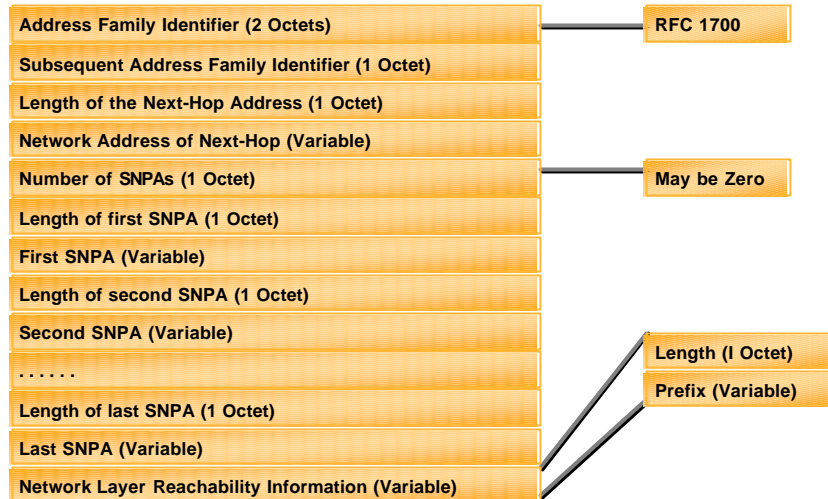 Address Family Identifier (2 Octets)
RFC 1700
Subsequent Address Family Identifier (1 Octet)
Length of the Next-Hop Address (1 Octet)
Network Address of Next-Hop (Variable)
Number of SNPAs (1 Octet)
May be Zero
Length of first SNPA (1 Octet)
First SNPA (Variable)
Length of second SNPA (1 Octet)
Second SNPA (Variable)
. . . . . .
Length of last SNPA (1 Octet)
Last SNPA (Variable)
Network Layer Reachability Information (Variable)
Length (I Octet)
Prefix (Variable)